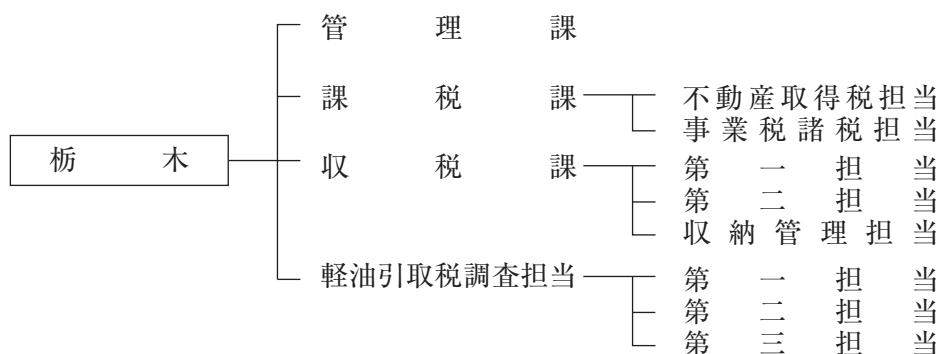 管理課
課税課 不動産取得税担当
事業税諸税担当
栃木
収税課 第一担当
第二担当
収納管理担当
軽油引取税調査担当 第一担当
第二担当
第三担当